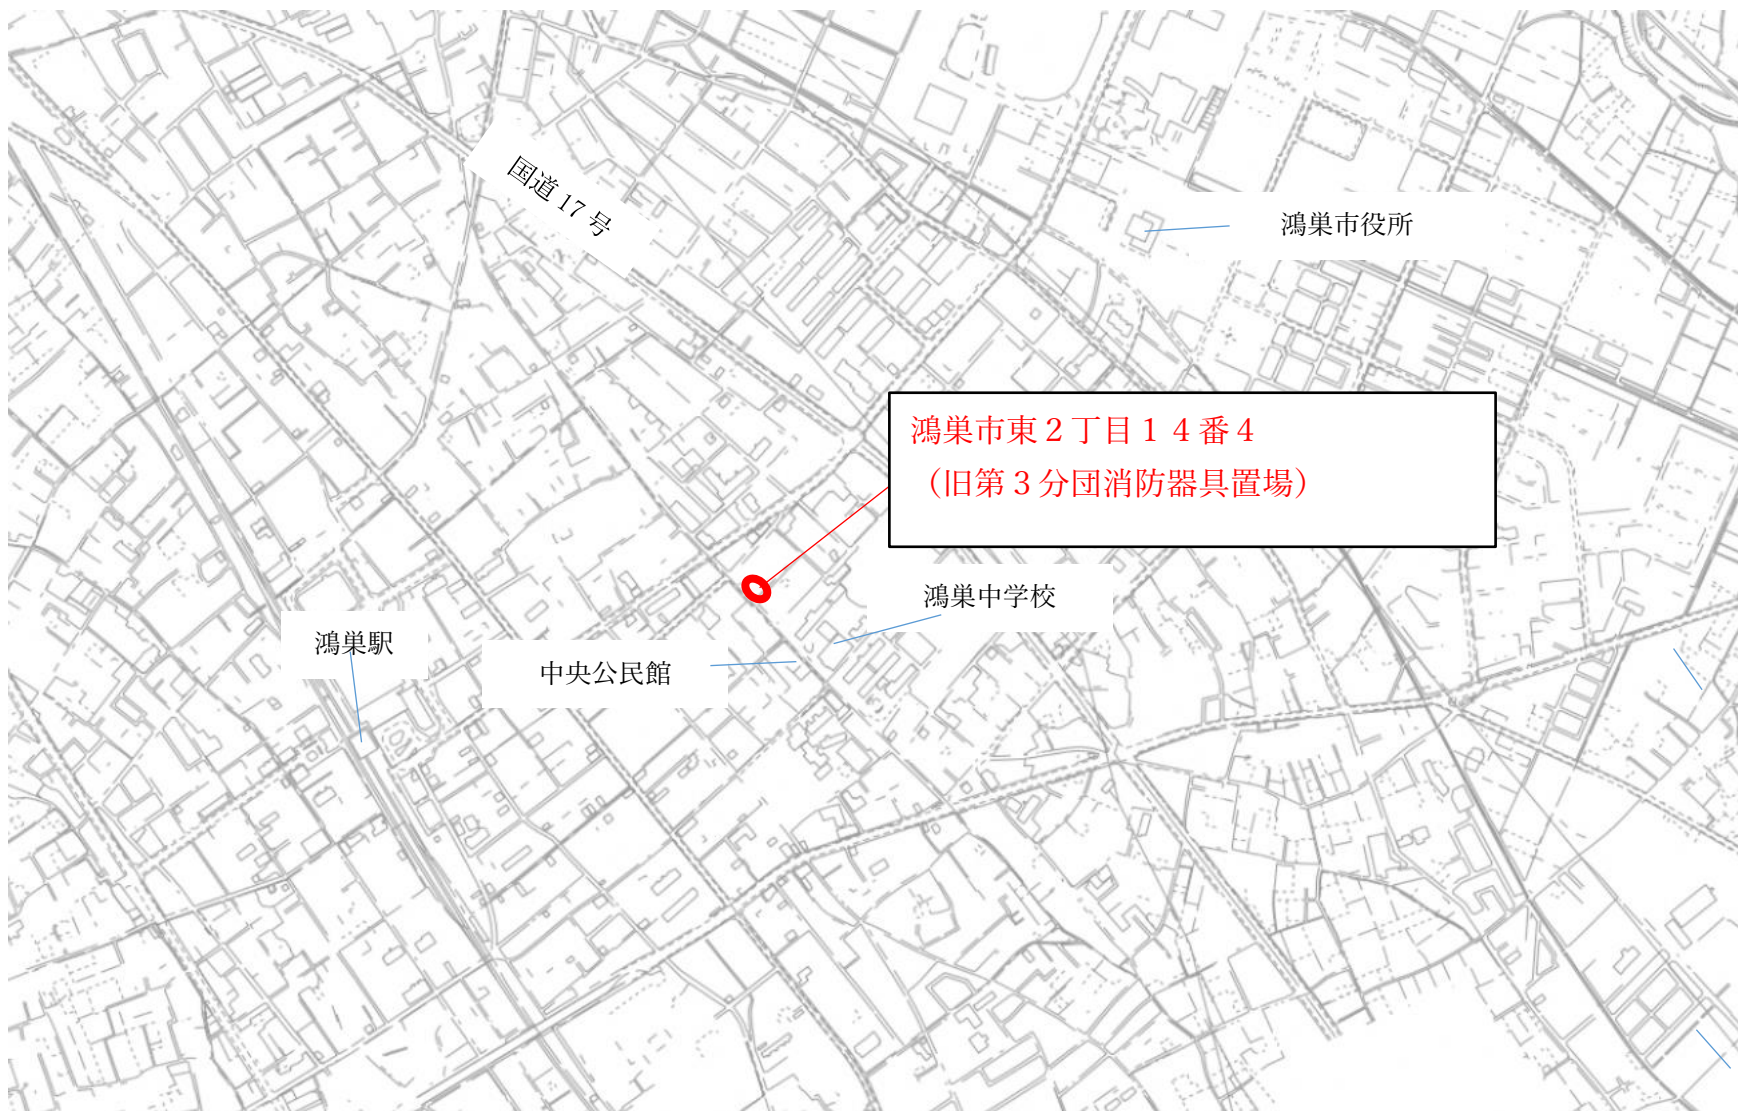 国道 17 号
鴻巣市役所
鴻巣市東２丁目１４番４
（旧第３分団消防器具置場）
鴻巣中学校
鴻巣駅
中央公民館